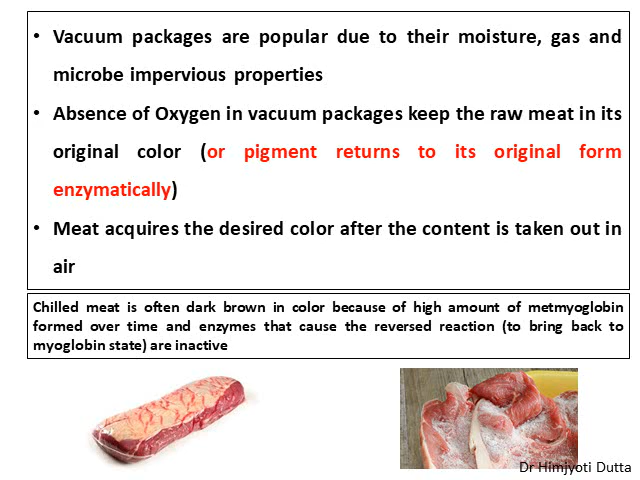 • Vacuum packages are popular due to their moisture, gas and
microbe impervious properties
• Absence of Oxygen in vacuum packages keep the raw meat in its
original color (or pigment returns to its original form
enzymatically)
• Meat acquires the desired color after the content is taken out in
air
Chilled meat is often dark brown in color because of high amount of metmyoglobin
formed over time and enzymes that cause the reversed reaction (to bring back to
myoglobin state) are inactive
Dr Himjyoti Dutta